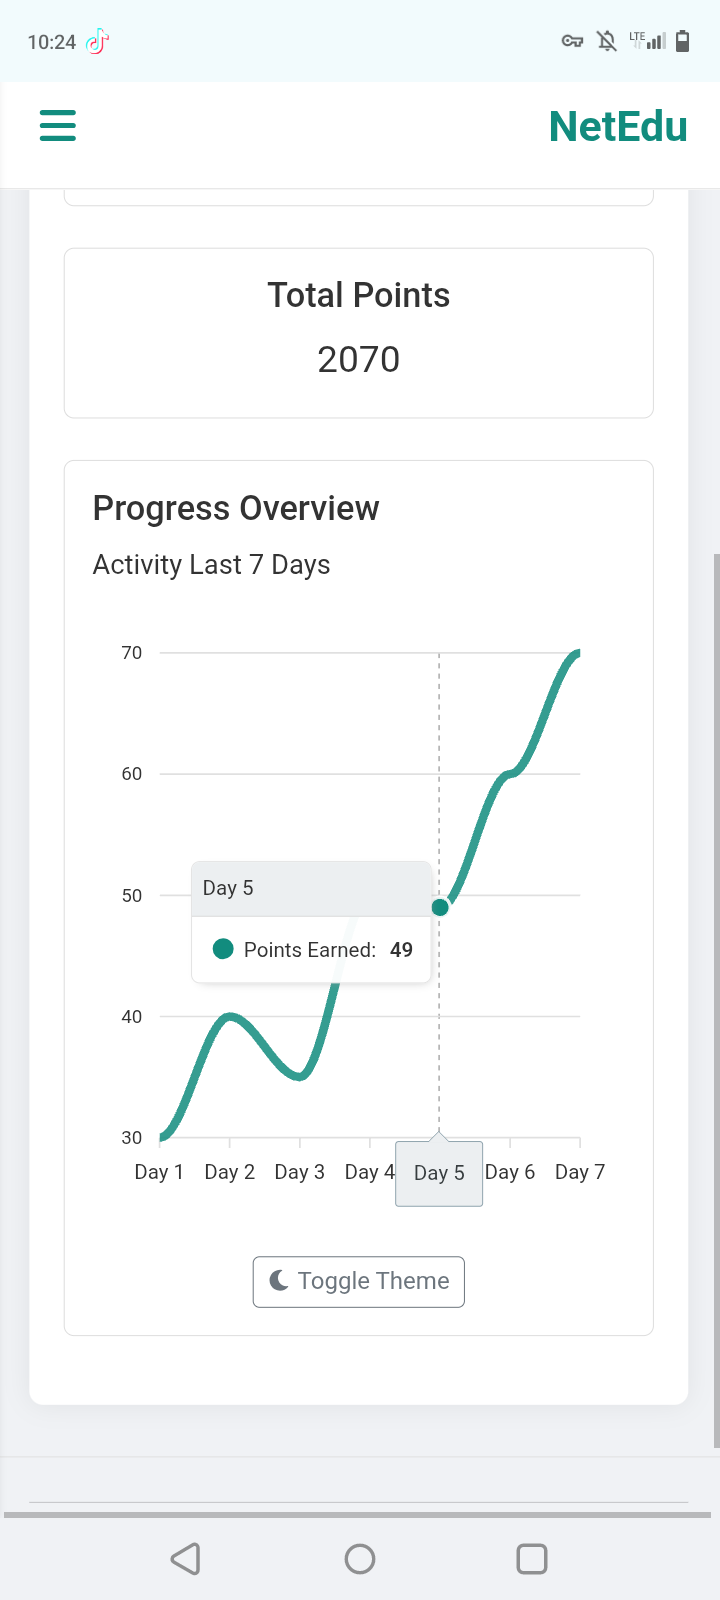 10:24
LTE
NetEdu
Total Points
2070
Progress Overview
Activity Last 7 Days
70
60
50
40
30
Day 5
Points Earned: 49
Day 1 Day 2 Day 3 Day 4 Day 5 Day 6 Day 7
Toggle Theme